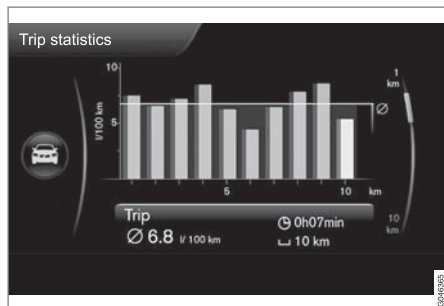 Trip statistics
10
l/100 km
5
5
10 km
1
km
Ø
10
km
Trip
Ø 6.8 l/ 100 km
0h07min
10 km
G046365